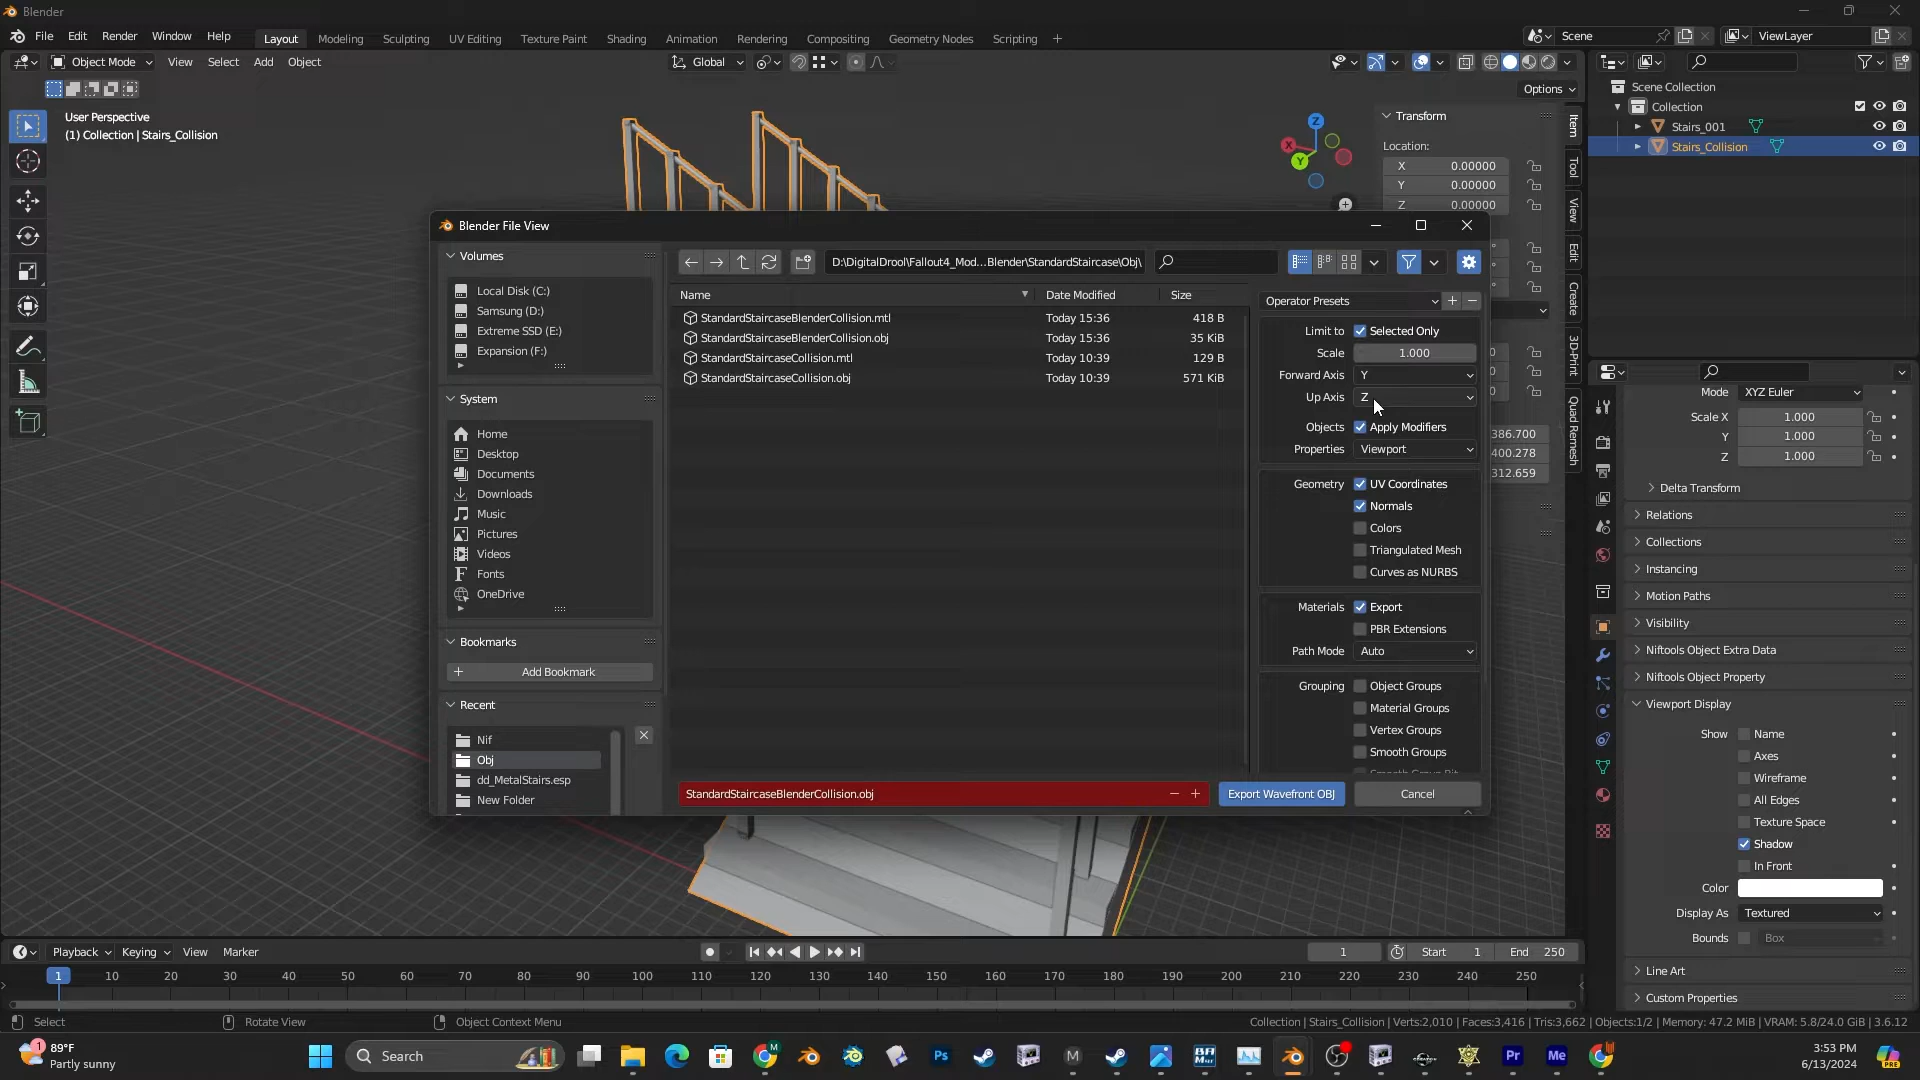 Blender
File Edit Render Window Help
Layout Modeling Sculpting UV Editing Texture Paint Shading Animation Rendering Compositing Geometry Nodes Scripting +
Scene
ViewLayer
Object Mode View Select Add Object
Global
Options
User Perspective
(1) Collection | Stairs_Collision
Z
X
Y
Transform
Location:
X 0.00000
Y 0.00000
Z 0.00000
Item
Tool
View
Edit
Create
3D-Print
Quad Remesh
386.700
400.278
312.659
Scene Collection
Collection
Stairs_001
Stairs_Collision
Blender File View
Volumes
Local Disk (C:)
Samsung (D:)
Extreme SSD (E:)
Expansion (F:)
System
Home
Desktop
Documents
Downloads
Music
Pictures
Videos
Fonts
OneDrive
Bookmarks
Add Bookmark
Recent
Nif
Obj
dd_MetalStairs.esp
New Folder
D:\DigitalDrool\Fallout4_Mod...Blender\StandardStaircase\Obj\
Name Date Modified Size
StandardStaircaseBlenderCollision.mtl Today 15:36 418 B
StandardStaircaseBlenderCollision.obj Today 15:36 35 KiB
StandardStaircaseCollision.mtl Today 10:39 129 B
StandardStaircaseCollision.obj Today 10:39 571 KiB
Operator Presets
Limit to Selected Only
Scale 1.000
Forward Axis Y
Up Axis Z
Objects Apply Modifiers
Properties Viewport
Geometry UV Coordinates
Normals
Colors
Triangulated Mesh
Curves as NURBS
Materials Export
PBR Extensions
Path Mode Auto
Grouping Object Groups
Material Groups
Vertex Groups
Smooth Groups
StandardStaircaseBlenderCollision.obj
Export Wavefront OBJ
Cancel
Mode XYZ Euler
Scale X 1.000
Y 1.000
Z 1.000
Delta Transform
Relations
Collections
Instancing
Motion Paths
Visibility
Niftools Object Extra Data
Niftools Object Property
Viewport Display
Show Name
Axes
Wireframe
All Edges
Texture Space
Shadow
In Front
Color
Display As Textured
Bounds Box
Line Art
Custom Properties
Playback Keying View Marker
1 Start 1 End 250
1 10 20 30 40 50 60 70 80 90 100 110 120 130 140 150 160 170 180 190 200 210 220 230 240 250
Select Rotate View Object Context Menu
Collection | Stairs_Collision | Verts:2,010 | Faces:3,416 | Tris:3,662 | Objects:1/2 | Memory: 47.2 MiB | VRAM: 5.8/24.0 GiB | 3.6.12
1
89°F
Partly sunny
Search
3:53 PM
6/13/2024